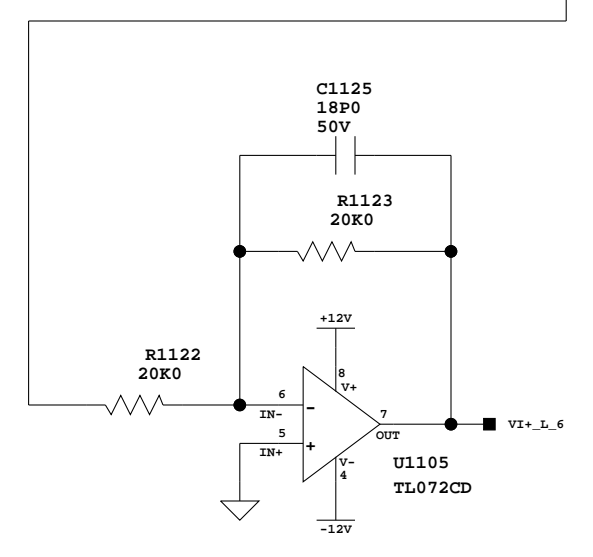 C1125
18P0
50V
R1123
20K0
+12V
R1122
20K0
8
V+
6
IN-
-
7
OUT
VI+_L_6
5
IN+
+
V-
4
U1105
TL072CD
-12V